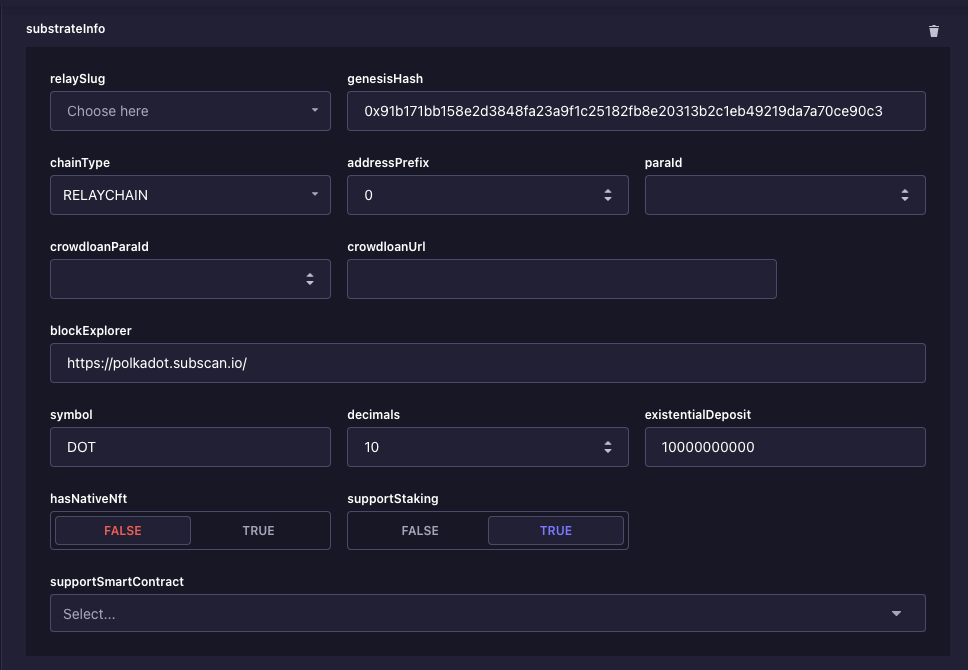 substrateInfo
relaySlug genesisHash
Choose here 0x91b171bb158e2d3848fa23a9f1c25182fb8e20313b2c1eb49219da7a70ce90c3
chainType addressPrefix paraId
RELAYCHAIN 0
crowdloanParaId crowdloanUrl
blockExplorer
https://polkadot.subscan.io/
symbol decimals existentialDeposit
DOT 10 10000000000
hasNativeNft supportStaking
FALSE TRUE FALSE TRUE
supportSmartContract
Select...